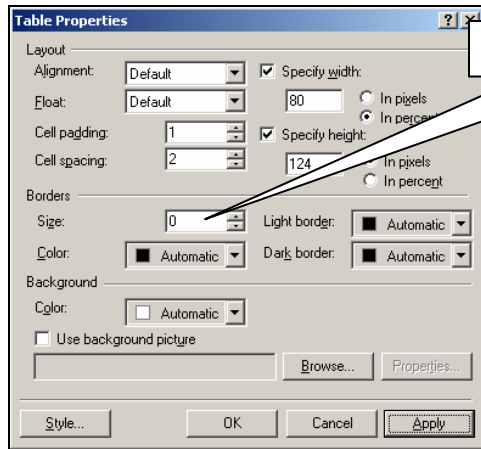 Table Properties
Layout
Alignment: Default Specify width:
Float: Default 80 In pixels
In percent
Cell padding: 1 Specify height:
Cell spacing: 2 124 In pixels
In percent
Borders
Size: 0 Light border: Automatic
Color: Automatic Dark border: Automatic
Background
Color: Automatic
Use background picture
Browse... Properties...
Style... OK Cancel Apply